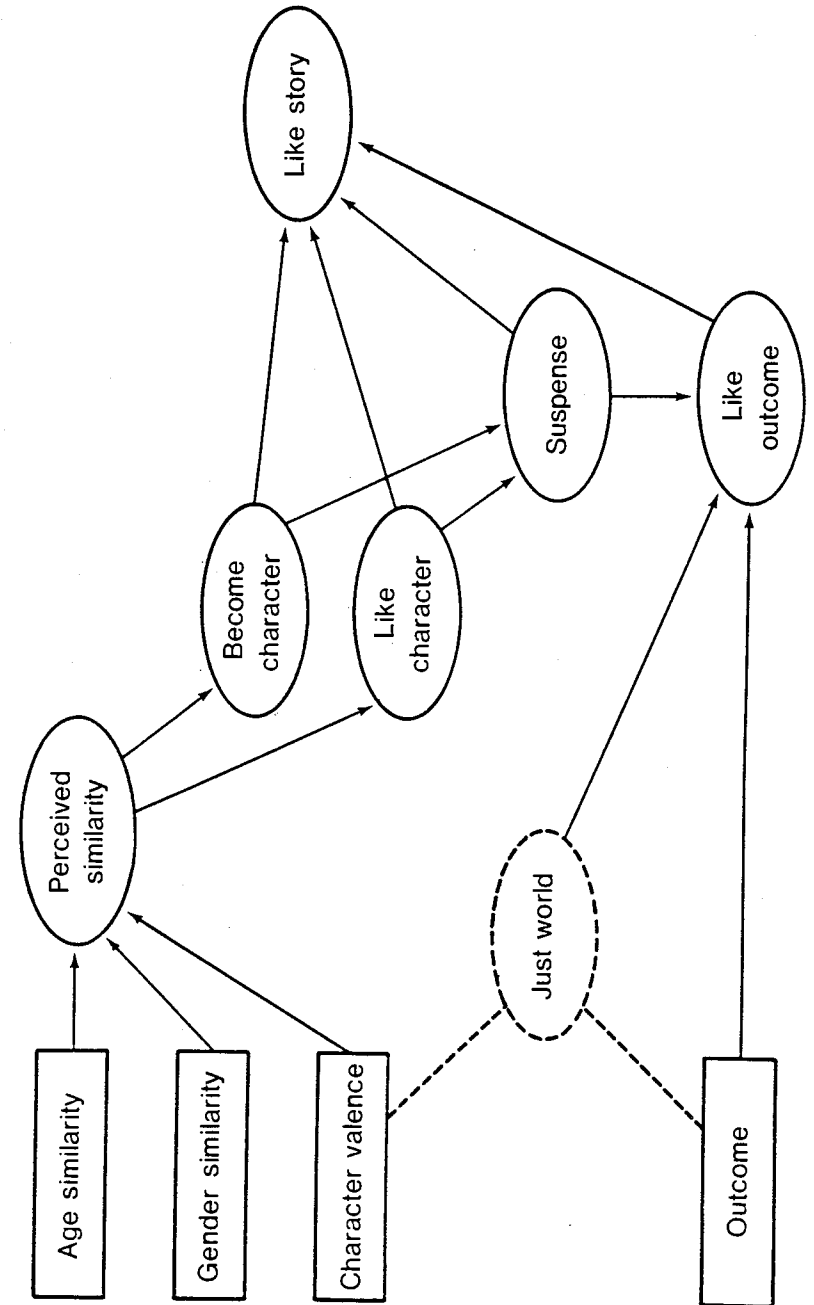 Age similarity
Gender similarity
Character valence
Outcome
Perceived
similarity
Just world
Become
character
Like
character
Suspense
Like
outcome
Like story